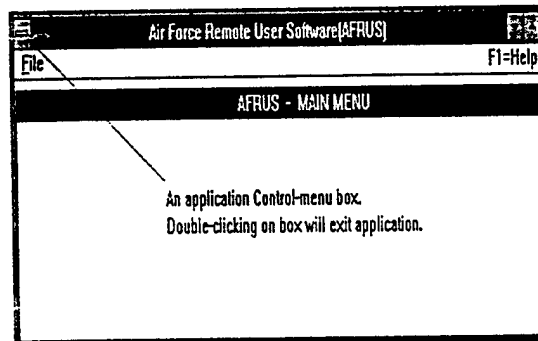 Air Force Remote User Software(AFRUS)
File F1=Help
AFRUS - MAIN MENU
An application Control-menu box.
Double-clicking on box will exit application.